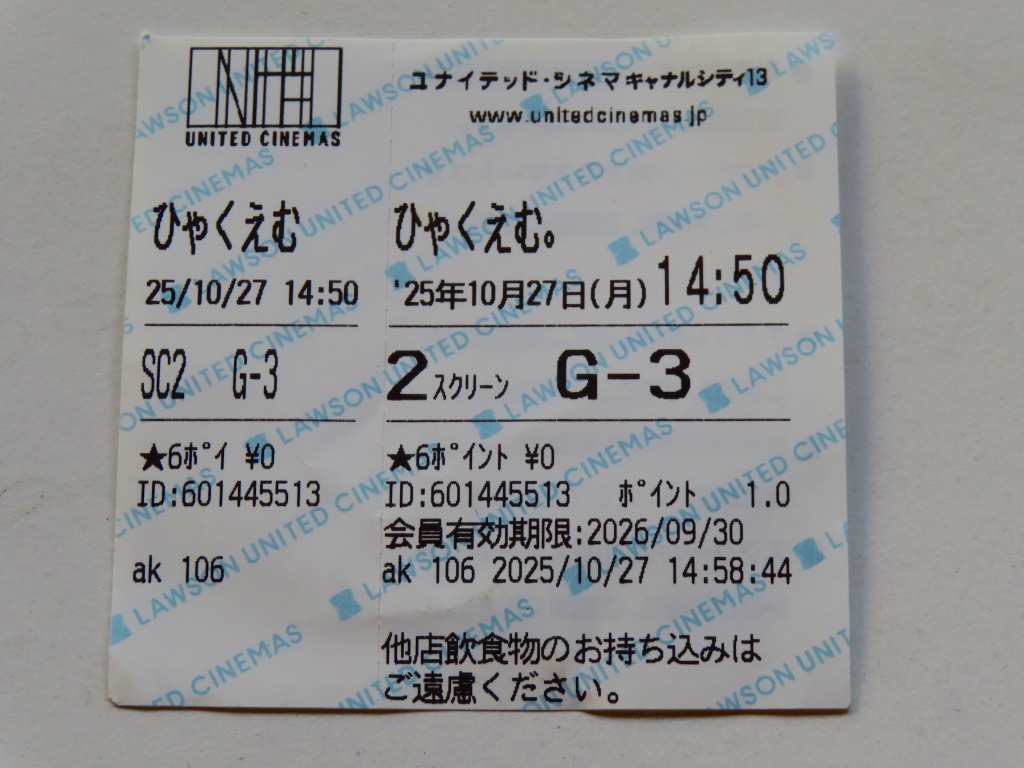 UNITED CINEMAS
ユナイテッド・シネマキャナルシティ13
www.unitedcinemas.jp
ひゃくえむ
25/10/27 14:50
SC2 G-3
★6ﾎﾟｲ ¥0
ID:601445513
ak 106
ひゃくえむ。
'25年10月27日(月) 14:50
2スクリーン G-3
★6ﾎﾟｲﾝﾄ ¥0
ID:601445513 ﾎﾟｲﾝﾄ 1.0
会員有効期限:2026/09/30
ak 106 2025/10/27 14:58:44
他店飲食物のお持ち込みは
ご遠慮ください。
LAWSON UNITED CINEMAS